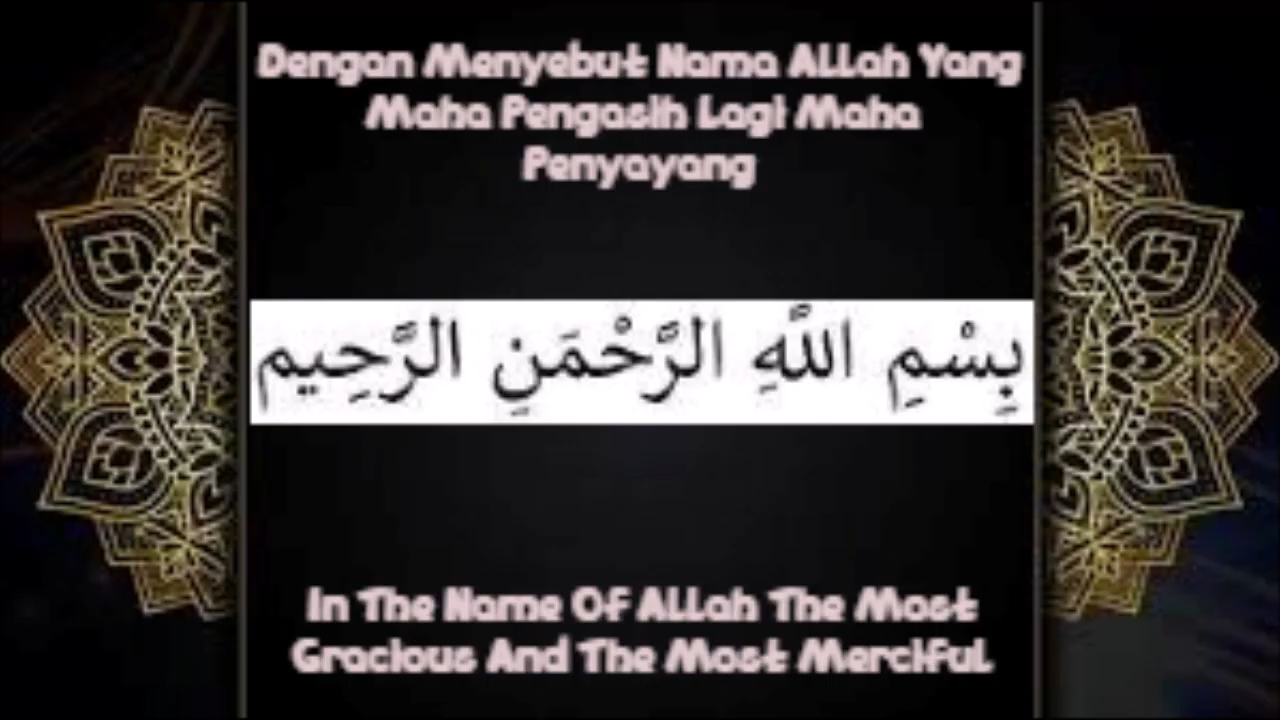 Dengan Menyebut Nama ALLah Yang
Maha Pengasih Lagi Maha
Penyayang
بِسْمِ اللَّهِ الرَّحْمَنِ الرَّحِيم
In The Name Of ALLah The Most
Gracious And The Most MercifuL